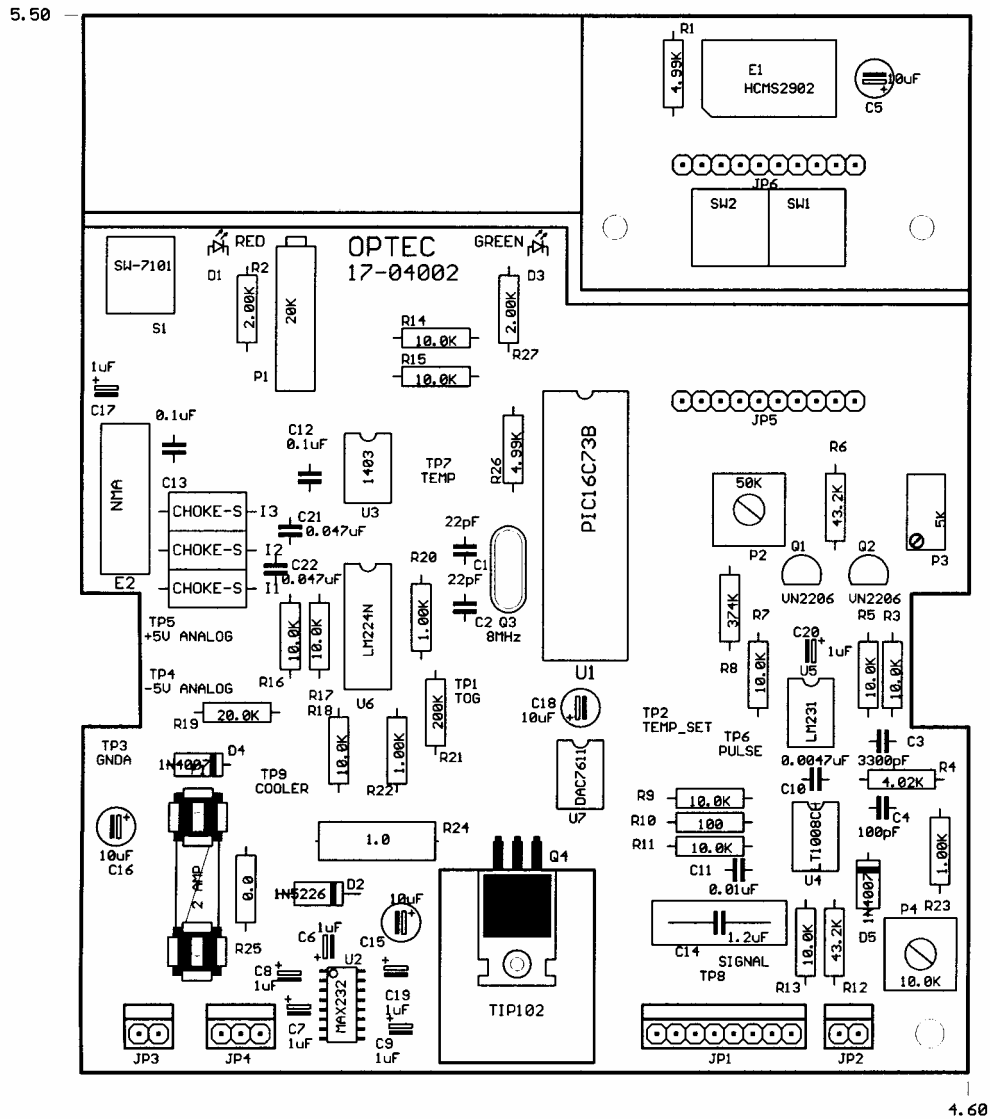 5.50
R1
4.99K
E1
HCMS2902
10uF
C5
JP6
SW2
SW1
SW-7101
S1
RED
D1
R2
2.00K
20K
P1
OPTEC
17-04002
GREEN
D3
2.00K
R27
R14
10.0K
R15
10.0K
1uF
C17
0.1uF
C13
NMA
E2
C12
0.1uF
1403
U3
TP7
TEMP
R26
4.99K
PIC16C73B
U1
JP5
R6
43.2K
50K
P2
5K
P3
CHOKE-S
I3
CHOKE-S
I2
CHOKE-S
I1
C21
0.047uF
C22
0.047uF
22pF
C1
22pF
C2
Q3
8MHz
R20
1.00K
LM224N
U6
Q1
VN2206
Q2
VN2206
374K
R8
R7
10.0K
C20
1uF
U5
LM231
R5
10.0K
R3
10.0K
TP5
+5V ANALOG
TP4
-5V ANALOG
10.0K
R16
10.0K
R17
R18
10.0K
R19
20.0K
TP1
TOG
200K
R21
1.00K
R22
C18
10uF
DAC7611
U7
TP2
TEMP_SET
TP6
PULSE
0.0047uF
C10
C3
3300pF
R4
4.02K
C4
100pF
TP3
GNDA
D4
1N4007
F1
2 AMP
TP9
COOLER
10uF
C16
0.0
R25
1.0
R24
1N5226
D2
10uF
C15
R9
10.0K
R10
100
R11
10.0K
C11
0.01uF
LT1008CH
U4
1N4007
D5
1.00K
R23
Q4
TIP102
C14
1.2uF
SIGNAL
TP8
10.0K
R13
43.2K
R12
P4
10.0K
C6
1uF
U2
MAX232
C8
1uF
C7
1uF
C19
1uF
C9
1uF
JP3
JP4
JP1
JP2
4.60